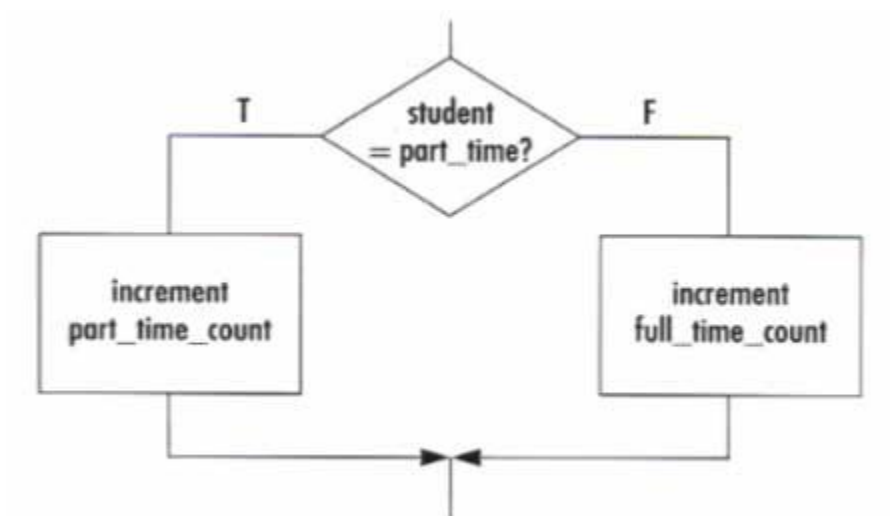 T
student
= part_time?
F
increment
part_time_count
increment
full_time_count